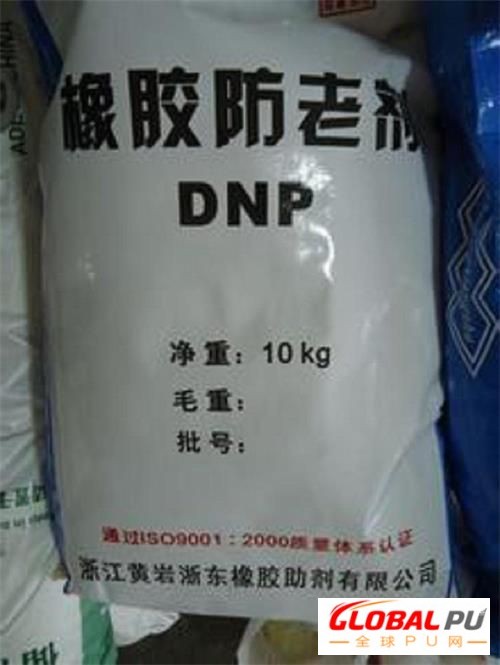 橡胶防老剂
DNP
净重：10 kg
毛重：
批号：
通过ISO9001：2000质量体系认证
浙江黄岩浙东橡胶助剂有限公司
GLOBAL PU
全球PU网